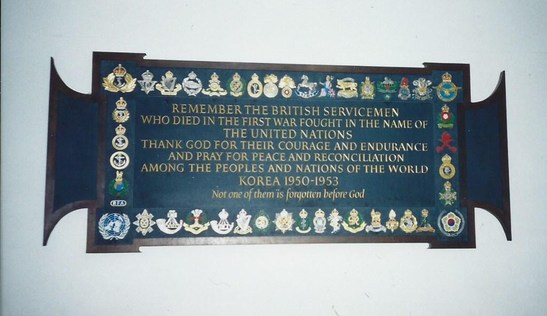 REMEMBER THE BRITISH SERVICEMEN
WHO DIED IN THE FIRST WAR FOUGHT IN THE NAME OF
THE UNITED NATIONS
THANK GOD FOR THEIR COURAGE AND ENDURANCE
AND PRAY FOR PEACE AND RECONCILIATION
AMONG THE PEOPLES AND NATIONS OF THE WORLD
KOREA 1950-1953
Not one of them is forgotten before God